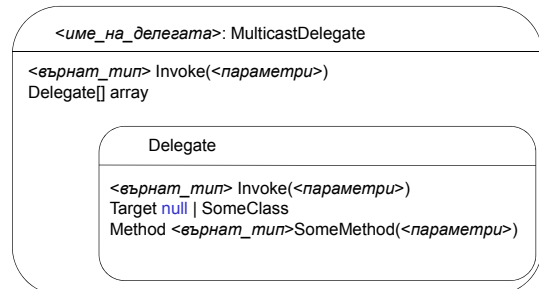 <име_на_делегата>: MulticastDelegate
<върнат_тип> Invoke(<параметри>)
Delegate[] array
Delegate
<върнат_тип> Invoke(<параметри>)
Target null | SomeClass
Method <върнат_тип>SomeMethod(<параметри>)